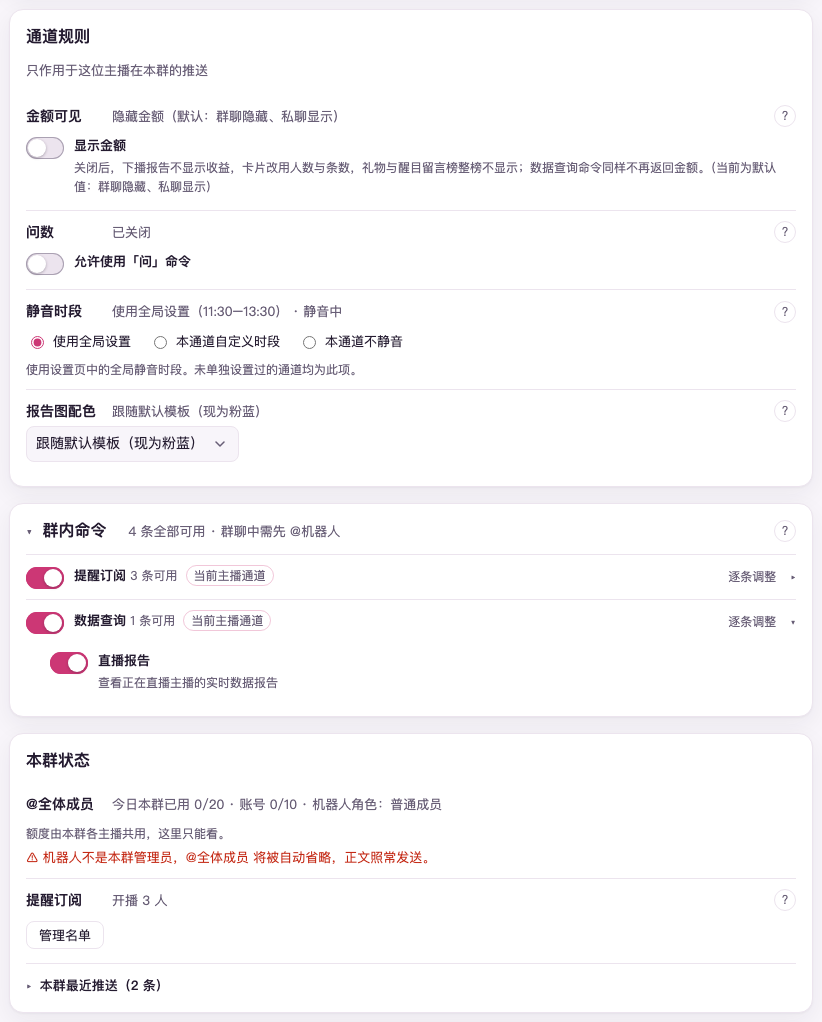 通道规则
只作用于这位主播在本群的推送
金额可见 隐藏金额（默认：群聊隐藏、私聊显示） ?
显示金额
关闭后，下播报告不显示收益，卡片改用人数与条数，礼物与醒目留言榜整榜不显示；数据查询命令同样不再返回金额。（当前为默认
值：群聊隐藏、私聊显示）
问数 已关闭 ?
允许使用「问」命令
静音时段 使用全局设置（11:30—13:30） · 静音中 ?
使用全局设置 本通道自定义时段 本通道不静音
使用设置页中的全局静音时段。未单独设置过的通道均为此项。
报告图配色 跟随默认模板（现为粉蓝） ?
跟随默认模板（现为粉蓝）
群内命令 4 条全部可用 · 群聊中需先 @机器人 ?
提醒订阅 3 条可用 当前主播通道 逐条调整
数据查询 1 条可用 当前主播通道 逐条调整
直播报告
查看正在直播主播的实时数据报告
本群状态
@全体成员 今日本群已用 0/20 · 账号 0/10 · 机器人角色：普通成员
额度由本群各主播共用，这里只能看。
⚠ 机器人不是本群管理员，@全体成员 将被自动省略，正文照常发送。
提醒订阅 开播 3 人 ?
管理名单
本群最近推送（2 条）